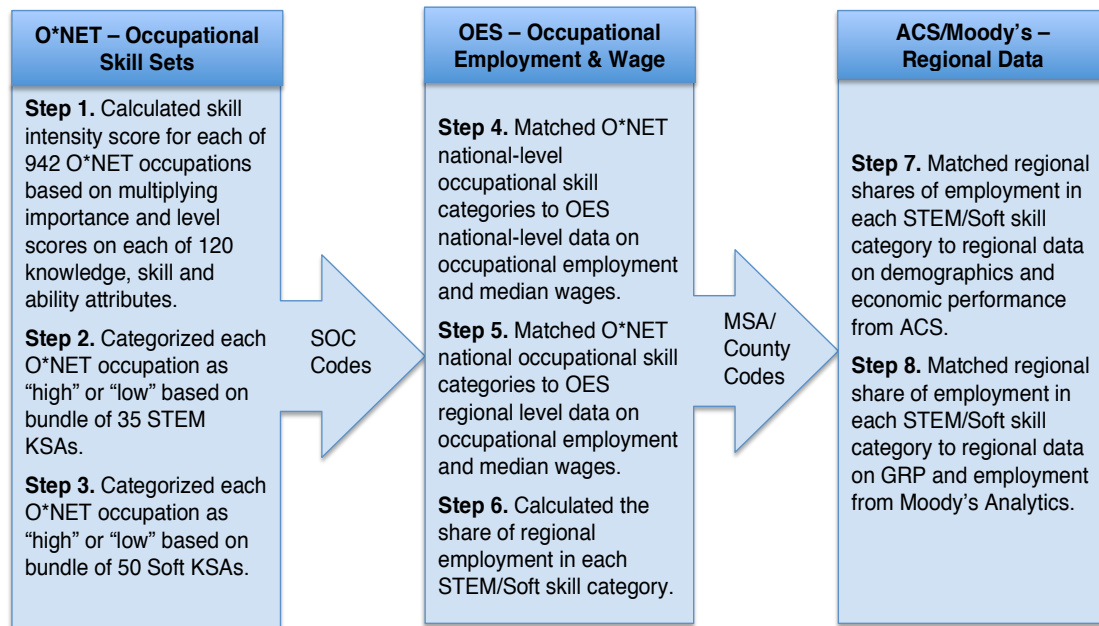 O*NET – Occupational
Skill Sets
Step 1. Calculated skill
intensity score for each of
942 O*NET occupations
based on multiplying
importance and level
scores on each of 120
knowledge, skill and
ability attributes.
Step 2. Categorized each
O*NET occupation as
“high” or “low” based on
bundle of 35 STEM
KSAs.
Step 3. Categorized each
O*NET occupation as
“high” or “low” based on
bundle of 50 Soft KSAs.
SOC
Codes
OES – Occupational
Employment & Wage
Step 4. Matched O*NET
national-level
occupational skill
categories to OES
national-level data on
occupational employment
and median wages.
Step 5. Matched O*NET
national occupational skill
categories to OES
regional level data on
occupational employment
and median wages.
Step 6. Calculated the
share of regional
employment in each
STEM/Soft skill category.
MSA/
County
Codes
ACS/Moody’s –
Regional Data
Step 7. Matched regional
shares of employment in
each STEM/Soft skill
category to regional data
on demographics and
economic performance
from ACS.
Step 8. Matched regional
share of employment in
each STEM/Soft skill
category to regional data
on GRP and employment
from Moody’s Analytics.